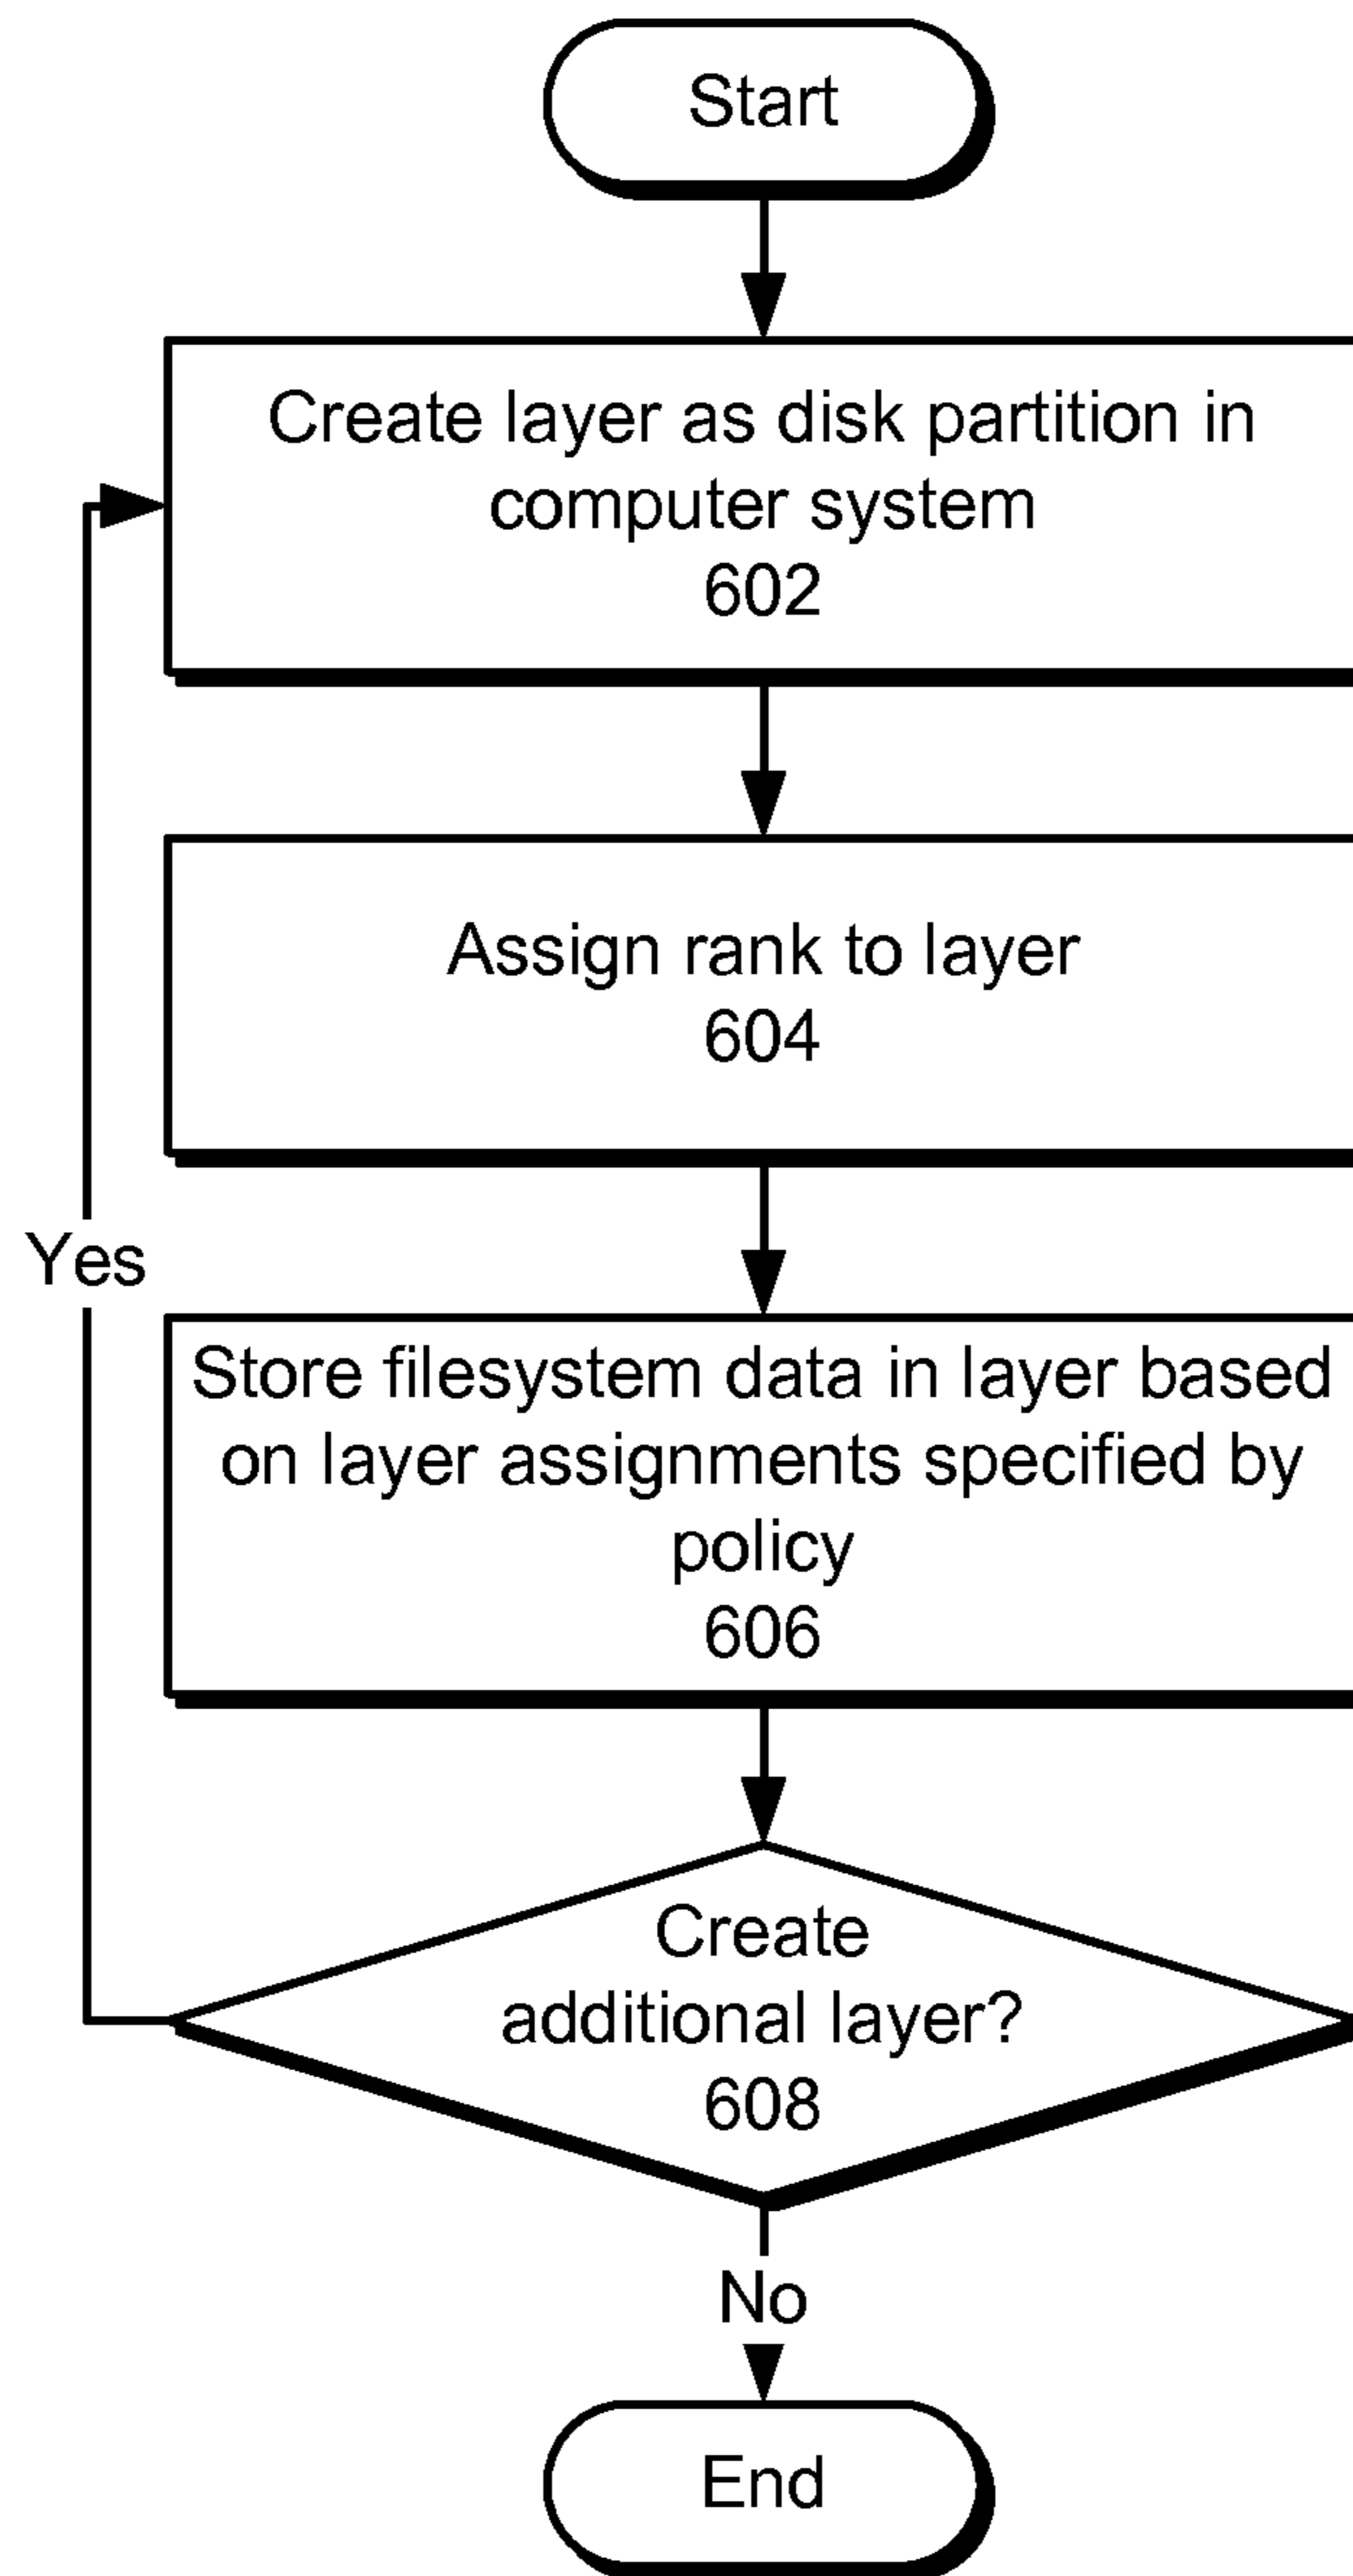 Start
Create layer as disk partition in
computer system
602
Assign rank to layer
604
Yes
Store filesystem data in layer based
on layer assignments specified by
policy
606
Create
additional layer?
608
No
End